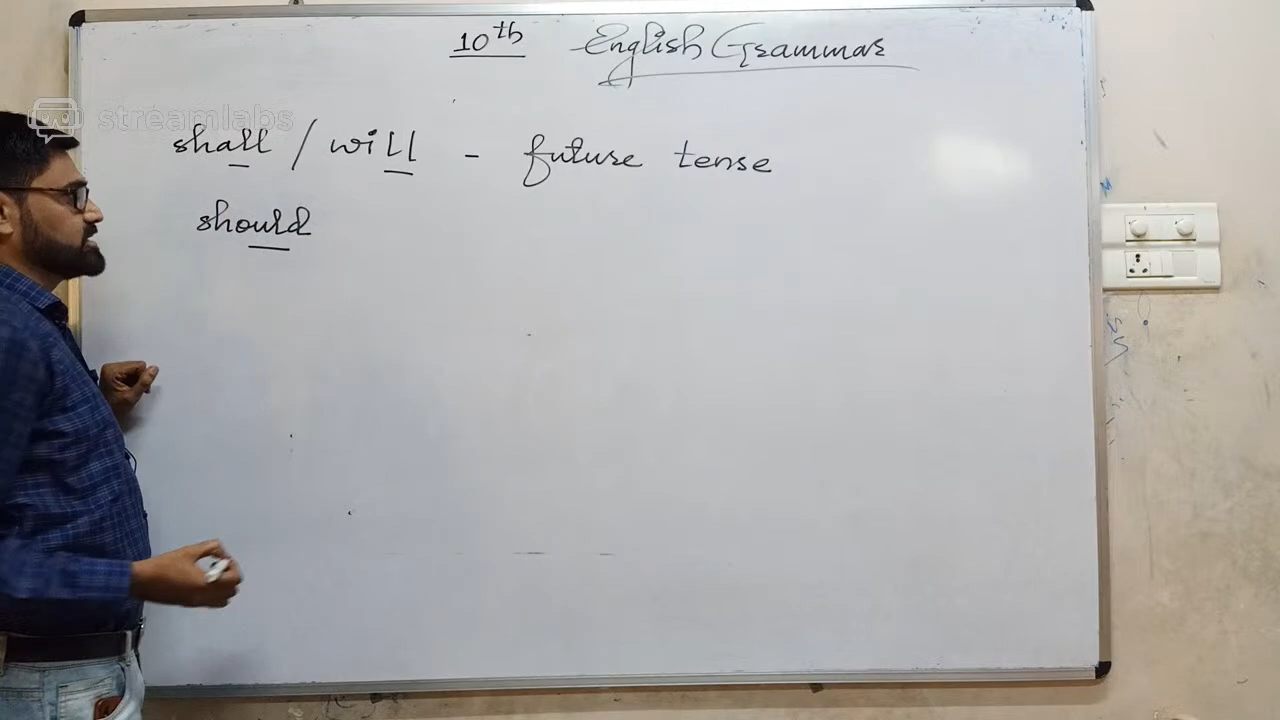 10th English Grammar
streamlabs
shall / will - future tense
should